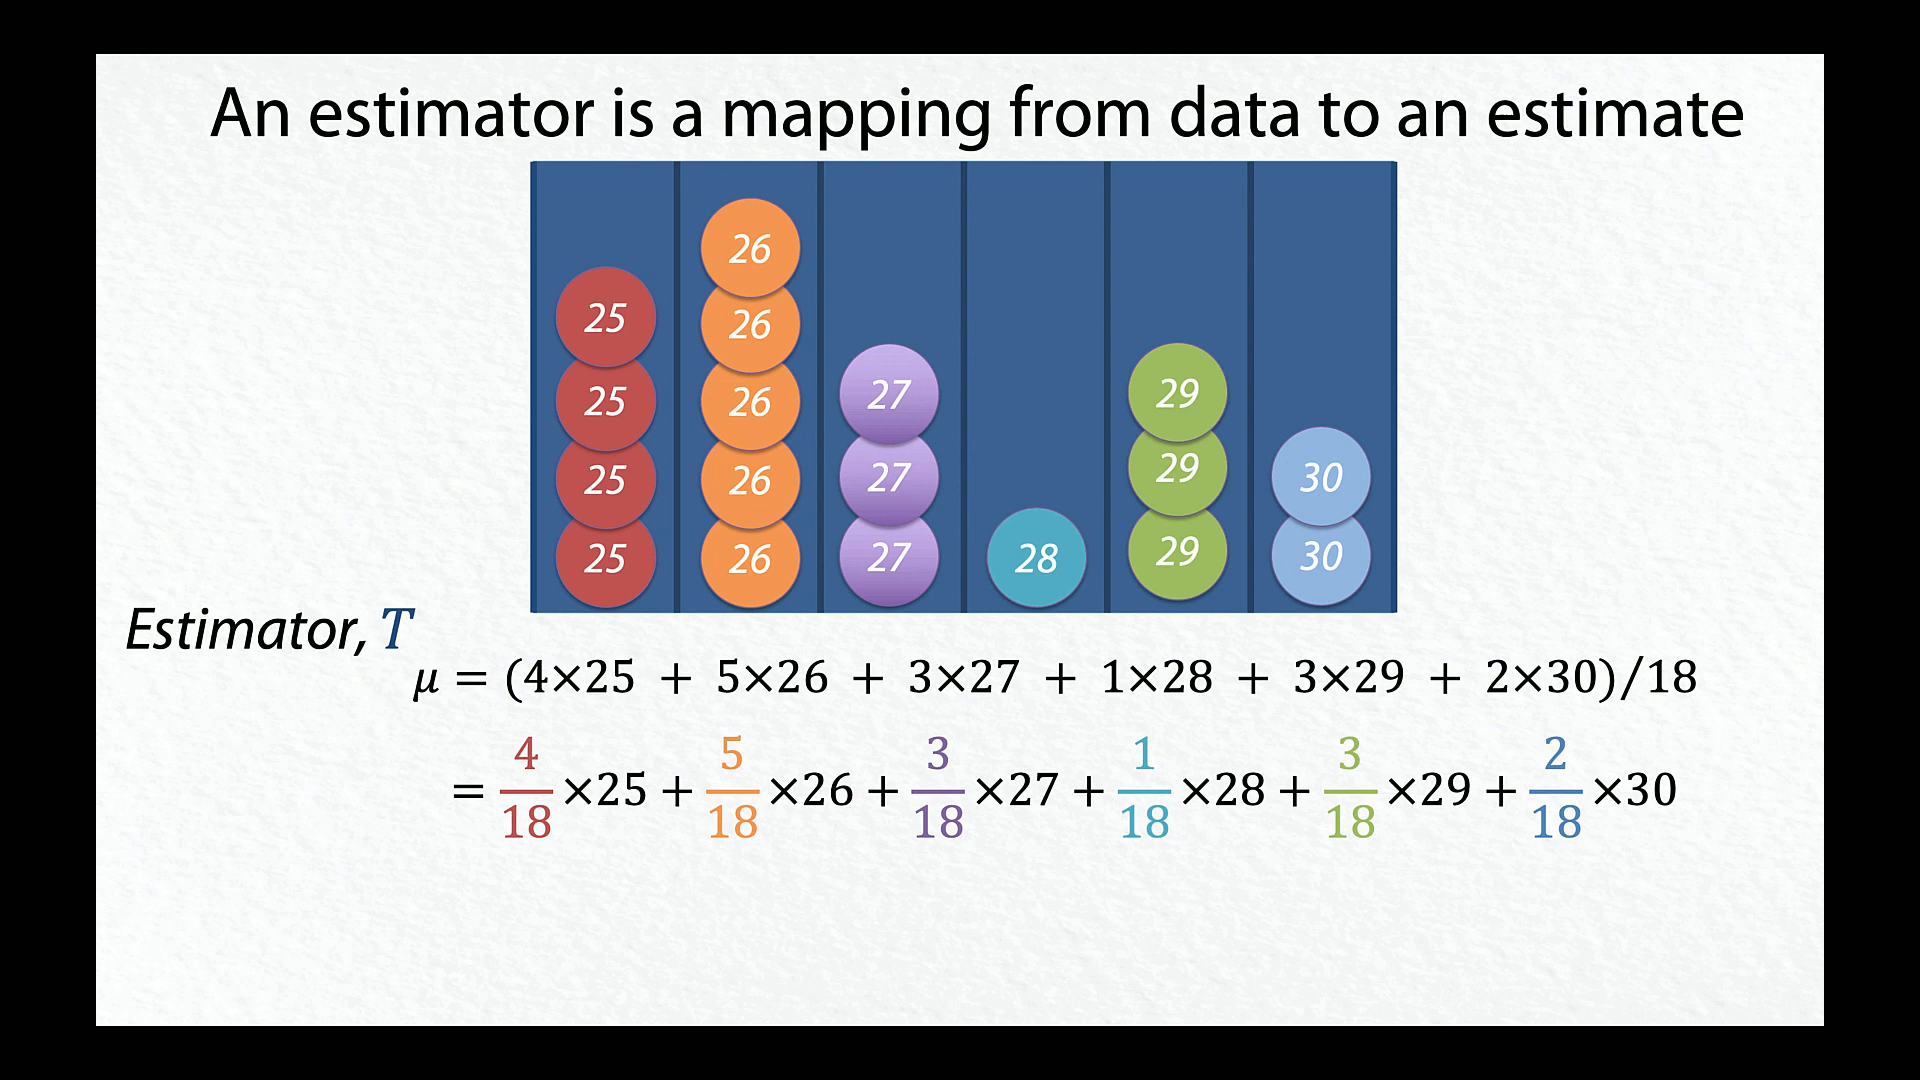 An estimator is a mapping from data to an estimate
26
25 26
25 26 27 29
25 26 27 29 30
25 26 27 28 29 30
Estimator, T
μ = (4×25 + 5×26 + 3×27 + 1×28 + 3×29 + 2×30)/18
= 4/18 ×25 + 5/18 ×26 + 3/18 ×27 + 1/18 ×28 + 3/18 ×29 + 2/18 ×30